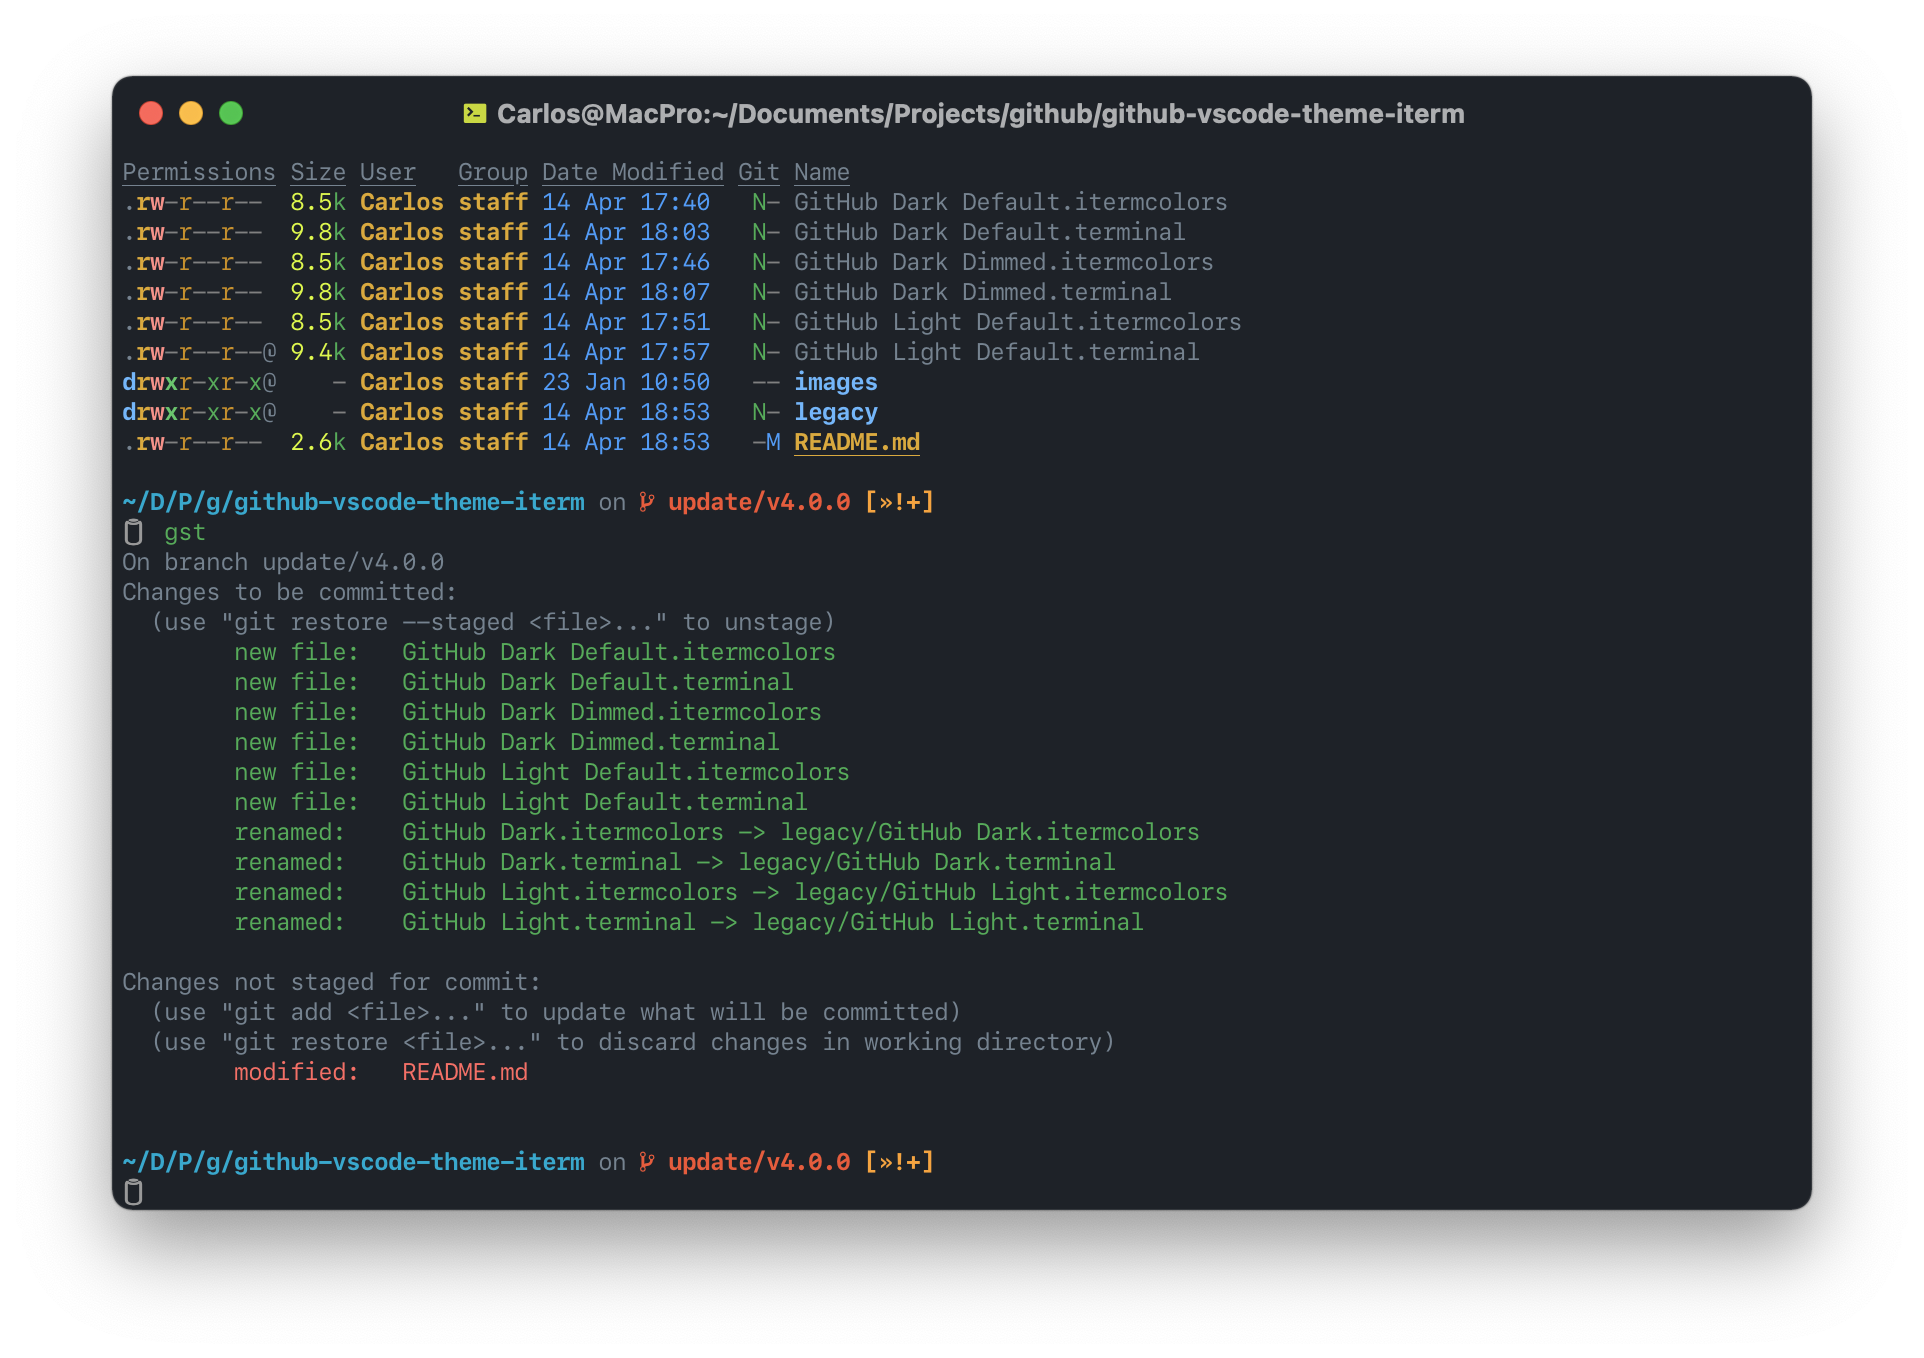 Carlos@MacPro:~/Documents/Projects/github/github-vscode-theme-iterm
Permissions Size User   Group Date Modified Git Name
.rw-r--r--  8.5k Carlos staff 14 Apr 17:40   N- GitHub Dark Default.itermcolors
.rw-r--r--  9.8k Carlos staff 14 Apr 18:03   N- GitHub Dark Default.terminal
.rw-r--r--  8.5k Carlos staff 14 Apr 17:46   N- GitHub Dark Dimmed.itermcolors
.rw-r--r--  9.8k Carlos staff 14 Apr 18:07   N- GitHub Dark Dimmed.terminal
.rw-r--r--  8.5k Carlos staff 14 Apr 17:51   N- GitHub Light Default.itermcolors
.rw-r--r--@ 9.4k Carlos staff 14 Apr 17:57   N- GitHub Light Default.terminal
drwxr-xr-x@    - Carlos staff 23 Jan 10:50   -- images
drwxr-xr-x@    - Carlos staff 14 Apr 18:53   N- legacy
.rw-r--r--  2.6k Carlos staff 14 Apr 18:53   -M README.md
~/D/P/g/github-vscode-theme-iterm on update/v4.0.0 [»!+]
gst
On branch update/v4.0.0
Changes to be committed:
  (use "git restore --staged <file>..." to unstage)
        new file:   GitHub Dark Default.itermcolors
        new file:   GitHub Dark Default.terminal
        new file:   GitHub Dark Dimmed.itermcolors
        new file:   GitHub Dark Dimmed.terminal
        new file:   GitHub Light Default.itermcolors
        new file:   GitHub Light Default.terminal
        renamed:    GitHub Dark.itermcolors -> legacy/GitHub Dark.itermcolors
        renamed:    GitHub Dark.terminal -> legacy/GitHub Dark.terminal
        renamed:    GitHub Light.itermcolors -> legacy/GitHub Light.itermcolors
        renamed:    GitHub Light.terminal -> legacy/GitHub Light.terminal
Changes not staged for commit:
  (use "git add <file>..." to update what will be committed)
  (use "git restore <file>..." to discard changes in working directory)
        modified:   README.md
~/D/P/g/github-vscode-theme-iterm on update/v4.0.0 [»!+]